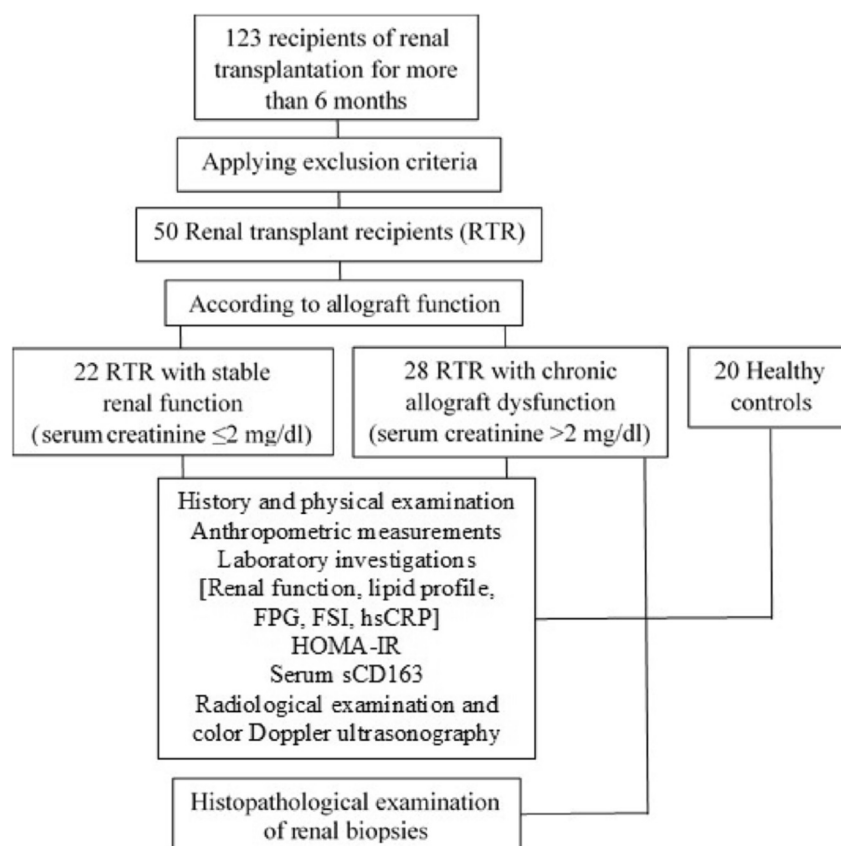 123 recipients of renal
transplantation for more
than 6 months
Applying exclusion criteria
50 Renal transplant recipients (RTR)
According to allograft function
22 RTR with stable
renal function
(serum creatinine ≤2 mg/dl)
28 RTR with chronic
allograft dysfunction
(serum creatinine >2 mg/dl)
20 Healthy
controls
History and physical examination
Anthropometric measurements
Laboratory investigations
[Renal function, lipid profile,
FPG, FSI, hsCRP]
HOMA-IR
Serum sCD163
Radiological examination and
color Doppler ultrasonography
Histopathological examination
of renal biopsies